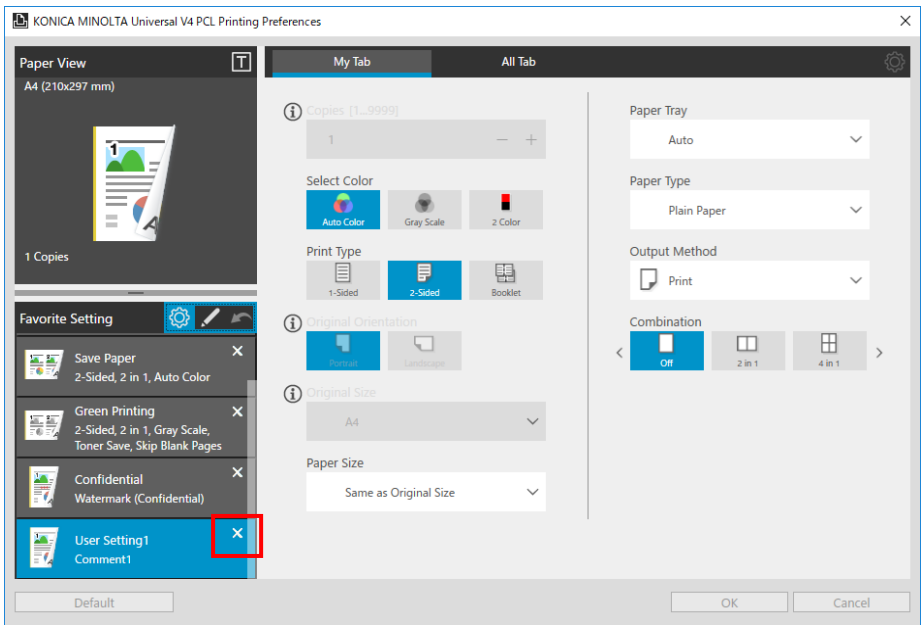 KONICA MINOLTA Universal V4 PCL Printing Preferences
Paper View
T
A4 (210x297 mm)
1
A
1 Copies
Favorite Setting
Save Paper
2-Sided, 2 in 1, Auto Color
Green Printing
2-Sided, 2 in 1, Gray Scale,
Toner Save, Skip Blank Pages
Confidential
Watermark (Confidential)
User Setting1
Comment1
Default
My Tab
All Tab
Copies [1...9999]
1
Select Color
Auto Color
Gray Scale
2 Color
Print Type
1-Sided
2-Sided
Booklet
Original Orientation
Portrait
Landscape
Original Size
A4
Paper Size
Same as Original Size
Paper Tray
Auto
Paper Type
Plain Paper
Output Method
Print
Combination
Off
2 in 1
4 in 1
OK
Cancel